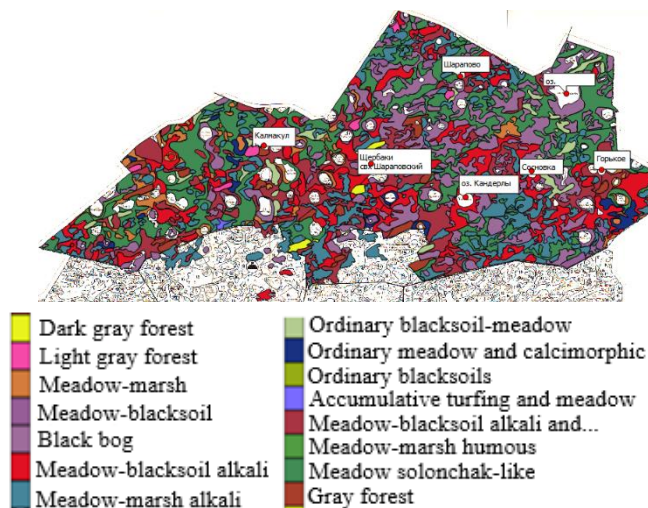 Шарапово
оз.
Калмакул
Щербаки
св. Шараповский
Сосновка
Горькое
оз. Кандерлы
Dark gray forest
Light gray forest
Meadow-marsh
Meadow-blacksoil
Black bog
Meadow-blacksoil alkali
Meadow-marsh alkali
Ordinary blacksoil-meadow
Ordinary meadow and calcimorphic
Ordinary blacksoils
Accumulative turfing and meadow
Meadow-blacksoil alkali and...
Meadow-marsh humous
Meadow solonchak-like
Gray forest